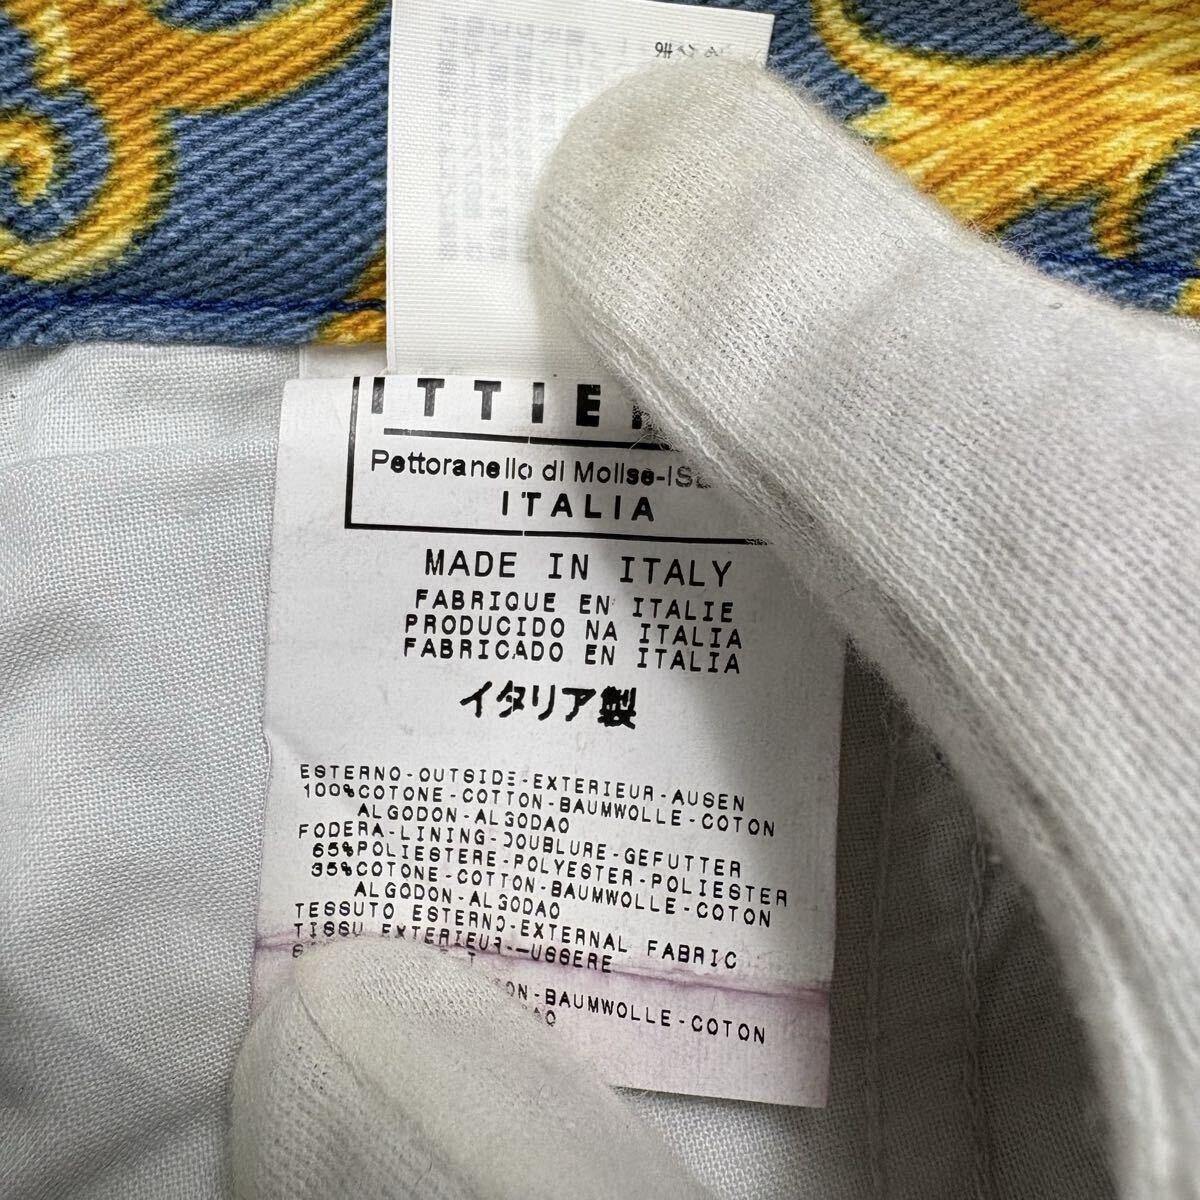 ITTIE
Pettoranello di Molise-IS
ITALIA
MADE IN ITALY
FABRIQUE EN ITALIE
PRODUCIDO NA ITALIA
FABRICADO EN ITALIA
イタリア製
ESTERNO-OUTSIDE-EXTERIEUR-AUSEN
100%COTONE-COTTON-BAUMWOLLE-COTON
ALGODON-ALGODAO
FODERA-LINING-DOUBLURE-GEFUTTER
65%POLIESTERE-POLYESTER-POLIESTER
35%COTONE-COTTON-BAUMWOLLE-COTON
ALGODON-ALGODAO
TESSUTO ESTERNO-EXTERNAL FABRIC
TISSU EXTERIEUR--USSERE
ON-BAUMWOLLE-COTON